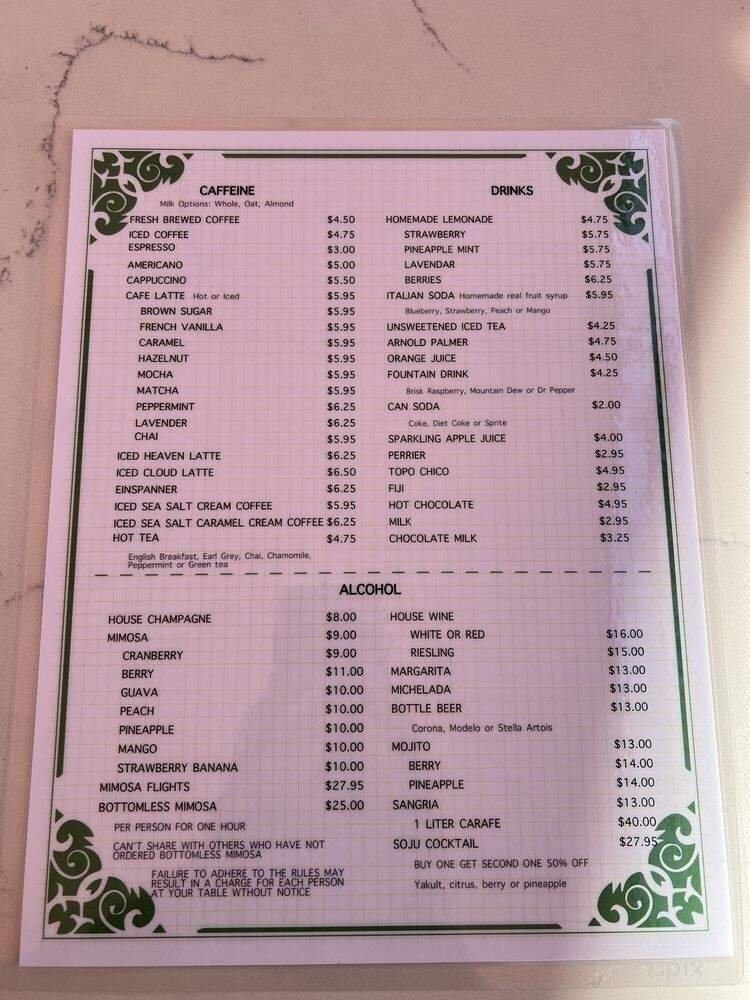 CAFFEINE
Milk Options: Whole, Oat, Almond
FRESH BREWED COFFEE $4.50
ICED COFFEE $4.75
ESPRESSO $3.00
AMERICANO $5.00
CAPPUCCINO $5.50
CAFE LATTE Hot or Iced $5.95
BROWN SUGAR $5.95
FRENCH VANILLA $5.95
CARAMEL $5.95
HAZELNUT $5.95
MOCHA $5.95
MATCHA $5.95
PEPPERMINT $6.25
LAVENDER $6.25
CHAI $5.95
ICED HEAVEN LATTE $6.25
ICED CLOUD LATTE $6.50
EINSPANNER $6.25
ICED SEA SALT CREAM COFFEE $5.95
ICED SEA SALT CARAMEL CREAM COFFEE $6.25
HOT TEA $4.75
English Breakfast, Earl Grey, Chai, Chamomile,
Peppermint or Green tea
DRINKS
HOMEMADE LEMONADE $4.75
STRAWBERRY $5.75
PINEAPPLE MINT $5.75
LAVENDAR $5.75
BERRIES $6.25
ITALIAN SODA Homemade real fruit syrup $5.95
Blueberry, Strawberry, Peach or Mango
UNSWEETENED ICED TEA $4.25
ARNOLD PALMER $4.75
ORANGE JUICE $4.50
FOUNTAIN DRINK $4.25
Brisk Raspberry, Mountain Dew or Dr Pepper
CAN SODA $2.00
Coke, Diet Coke or Sprite
SPARKLING APPLE JUICE $4.00
PERRIER $2.95
TOPO CHICO $4.95
FIJI $2.95
HOT CHOCOLATE $4.95
MILK $2.95
CHOCOLATE MILK $3.25
ALCOHOL
HOUSE CHAMPAGNE $8.00
MIMOSA $9.00
CRANBERRY $9.00
BERRY $11.00
GUAVA $10.00
PEACH $10.00
PINEAPPLE $10.00
MANGO $10.00
STRAWBERRY BANANA $10.00
MIMOSA FLIGHTS $27.95
BOTTOMLESS MIMOSA $25.00
PER PERSON FOR ONE HOUR
CAN'T SHARE WITH OTHERS WHO HAVE NOT
ORDERED BOTTOMLESS MIMOSA
FAILURE TO ADHERE TO THE RULES MAY
RESULT IN A CHARGE FOR EACH PERSON
AT YOUR TABLE WTHOUT NOTICE
HOUSE WINE
WHITE OR RED $16.00
RIESLING $15.00
MARGARITA $13.00
MICHELADA $13.00
BOTTLE BEER $13.00
Corona, Modelo or Stella Artois
MOJITO $13.00
BERRY $14.00
PINEAPPLE $14.00
SANGRIA $13.00
1 LITER CARAFE $40.00
SOJU COCKTAIL $27.95
BUY ONE GET SECOND ONE 50% OFF
Yakult, citrus, berry or pineapple